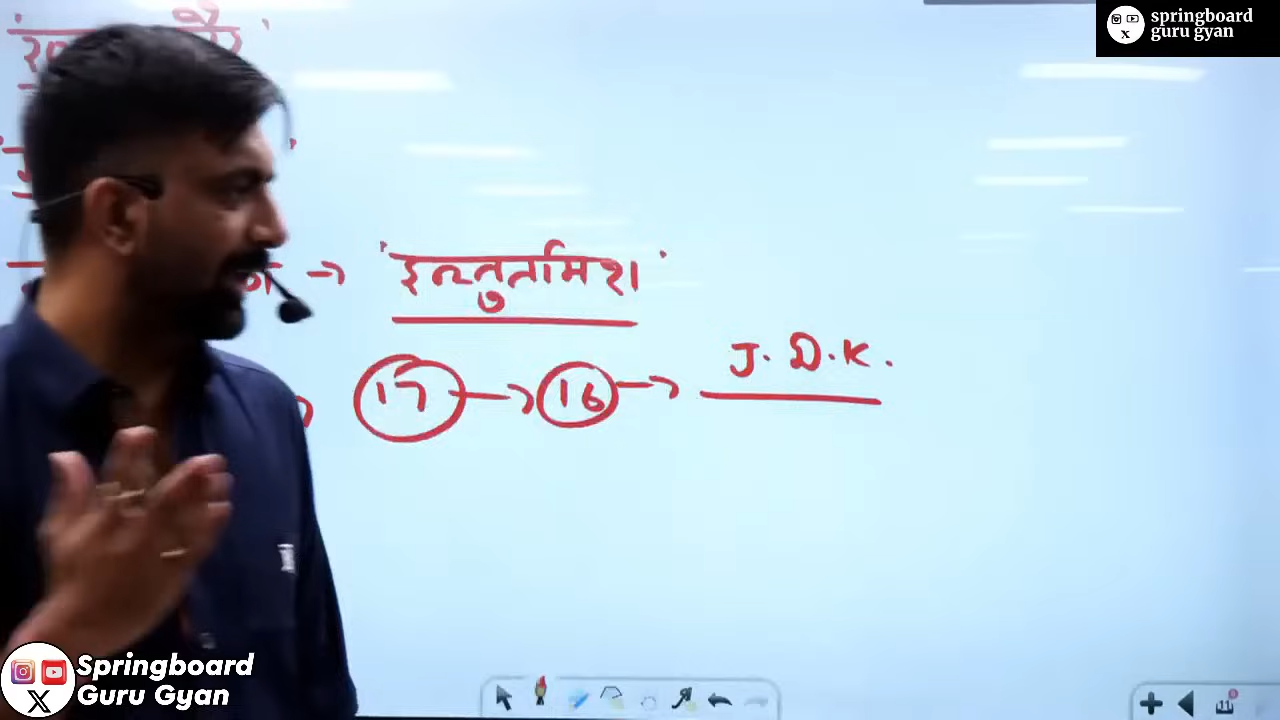 springboard
guru gyan
→ 'इल्तुतमिश'
17 → 16 → J.D.K.
Springboard
Guru Gyan